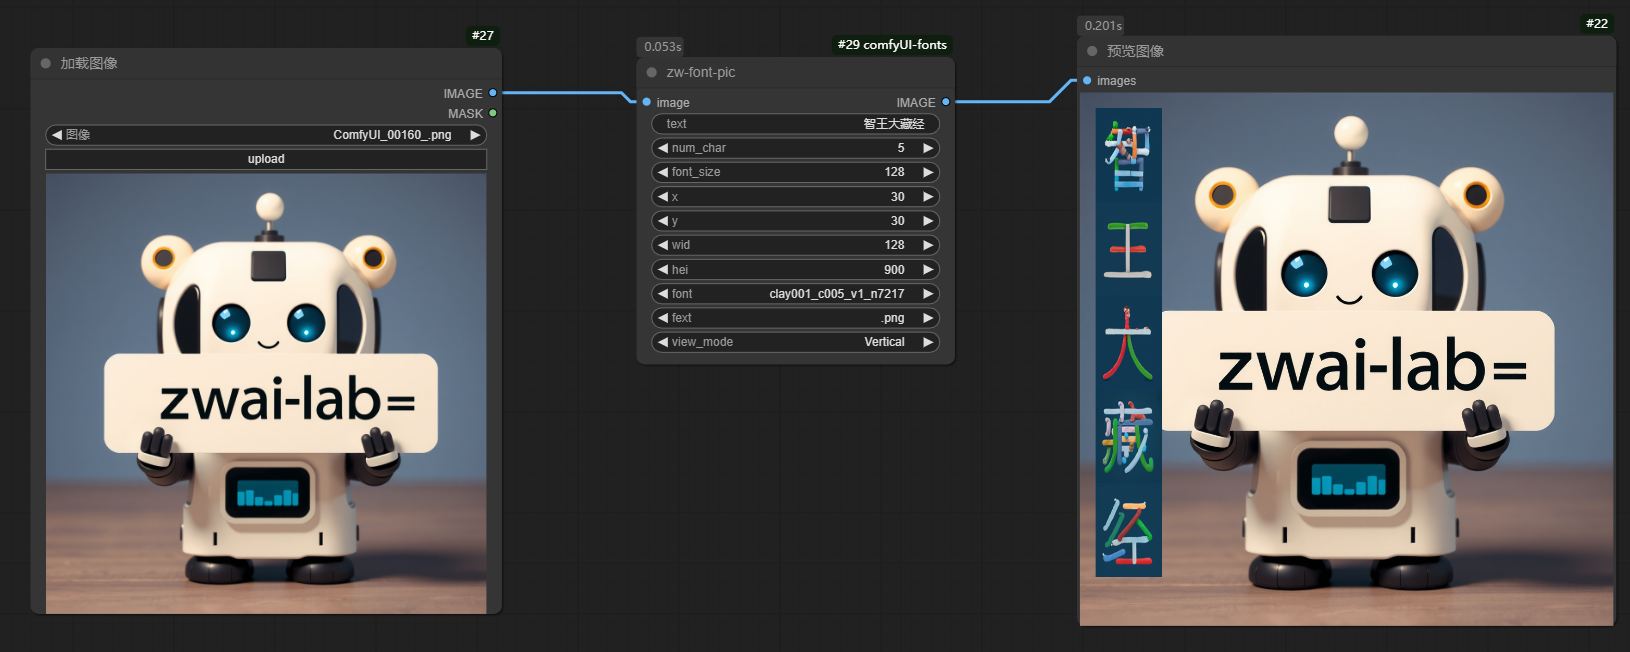 #27
加载图像
IMAGE
MASK
图像 ComfyUI_00160_.png
upload
zwai-lab=
0.053s
#29 comfyUI-fonts
zw-font-pic
image IMAGE
text 智王大藏经
num_char 5
font_size 128
x 30
y 30
wid 128
hei 900
font clay001_c005_v1_n7217
fext .png
view_mode Vertical
0.201s
#22
预览图像
images
智王大藏经
zwai-lab=